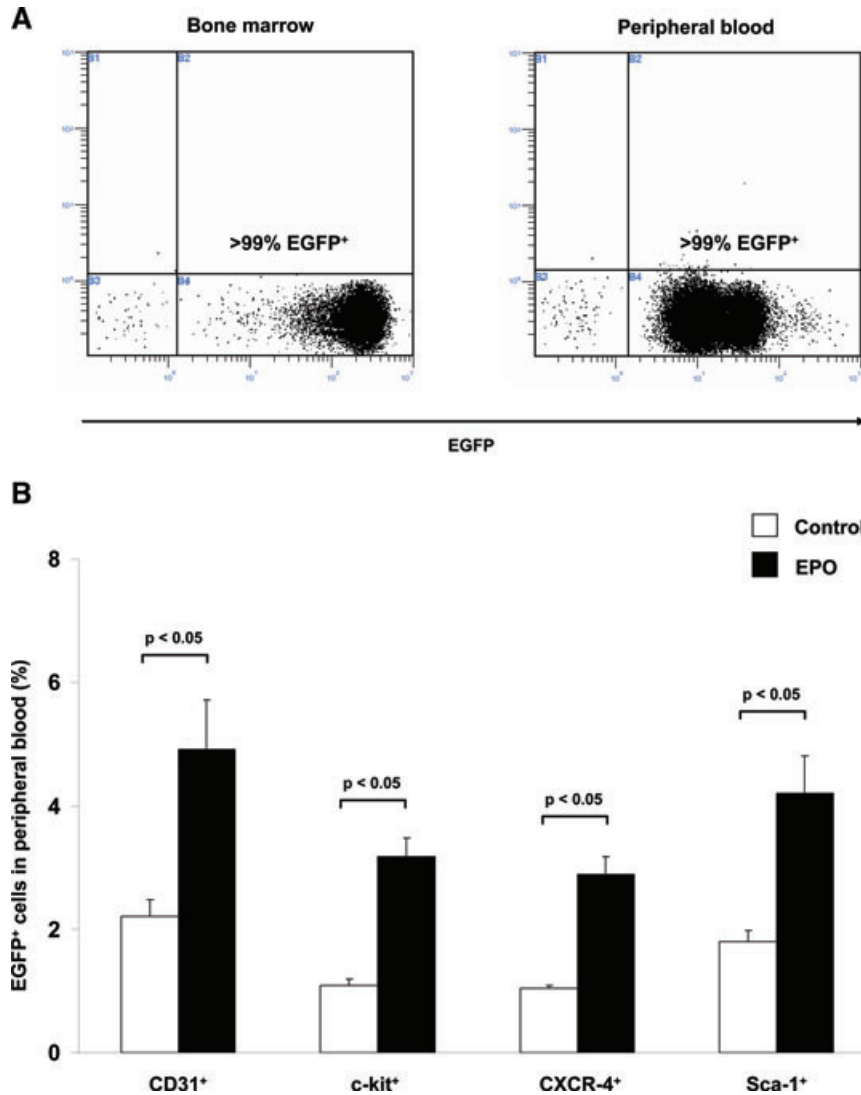 A
Bone marrow
Peripheral blood
B1
B2
B1
B2
>99% EGFP⁺
>99% EGFP⁺
B3
B4
B3
B4
EGFP
B
Control
EPO
8
6
4
2
0
EGFP⁺ cells in peripheral blood (%)
p < 0.05
p < 0.05
p < 0.05
p < 0.05
CD31⁺
c-kit⁺
CXCR-4⁺
Sca-1⁺